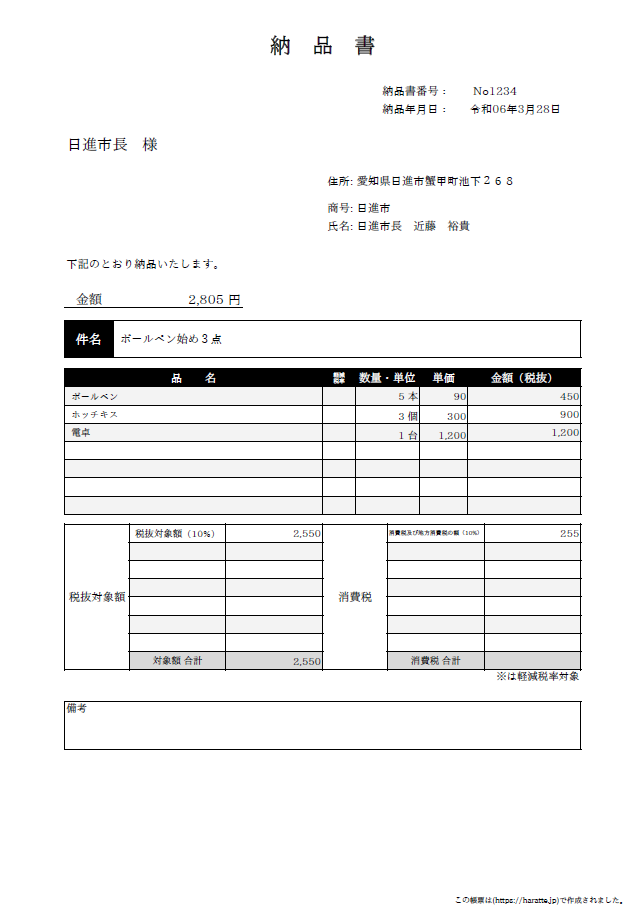 納 品 書
納品書番号： No1234
納品年月日： 令和06年3月28日
日進市長 様
住所: 愛知県日進市蟹甲町池下２６８
商号: 日進市
氏名: 日進市長 近藤 裕貴
下記のとおり納品いたします。
金額 2,805 円
件名 ボールペン始め３点
品 名 軽減税率 数量・単位 単価 金額（税抜）
ボールペン 5 本 90 450
ホッチキス 3 個 300 900
電卓 1 台 1,200 1,200
税抜対象額（10%） 2,550 消費税及び地方消費税の額（10%） 255
税抜対象額 消費税
対象額 合計 2,550 消費税 合計
※は軽減税率対象
備考
この帳票は(https://haratte.jp)で作成されました。